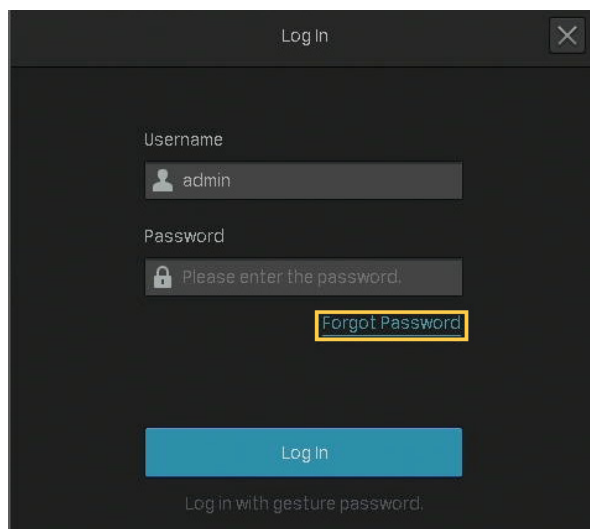 Log In
Username
admin
Password
Please enter the password.
Forgot Password
Log In
Log in with gesture password.